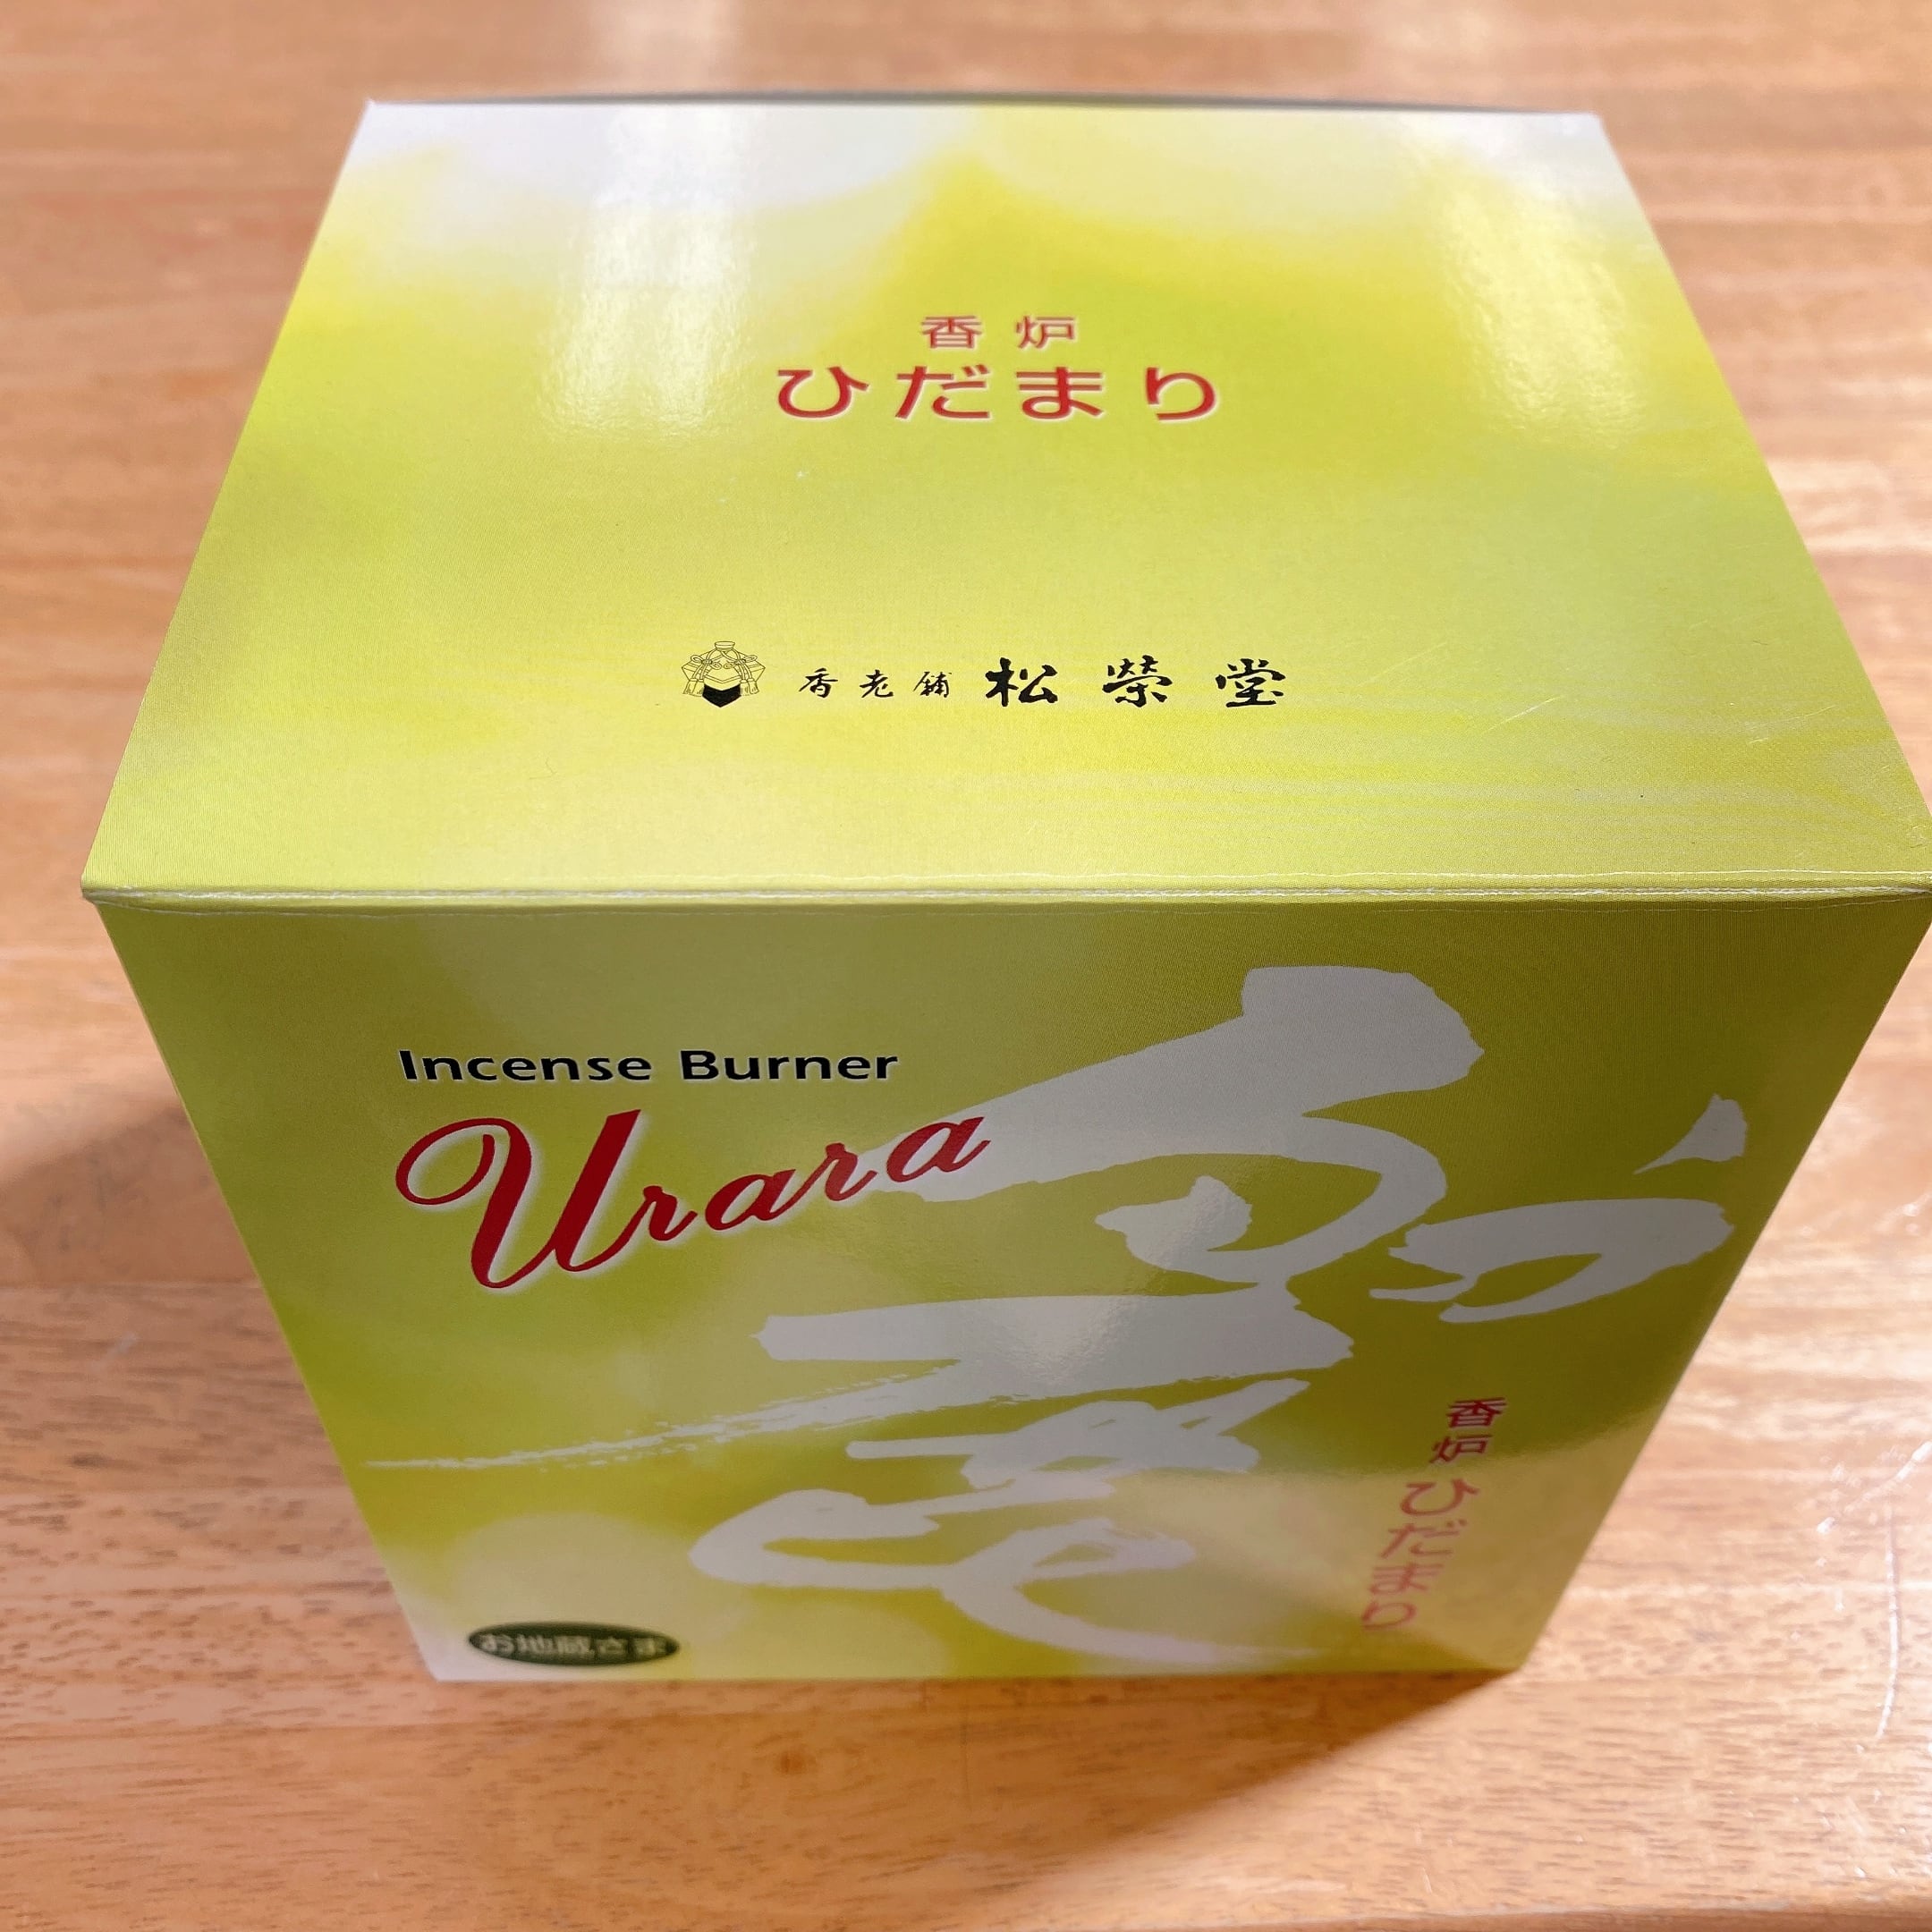 香炉
ひだまり
香老舗 松榮堂
Incense Burner
Urara
香炉 ひだまり
お地蔵さま